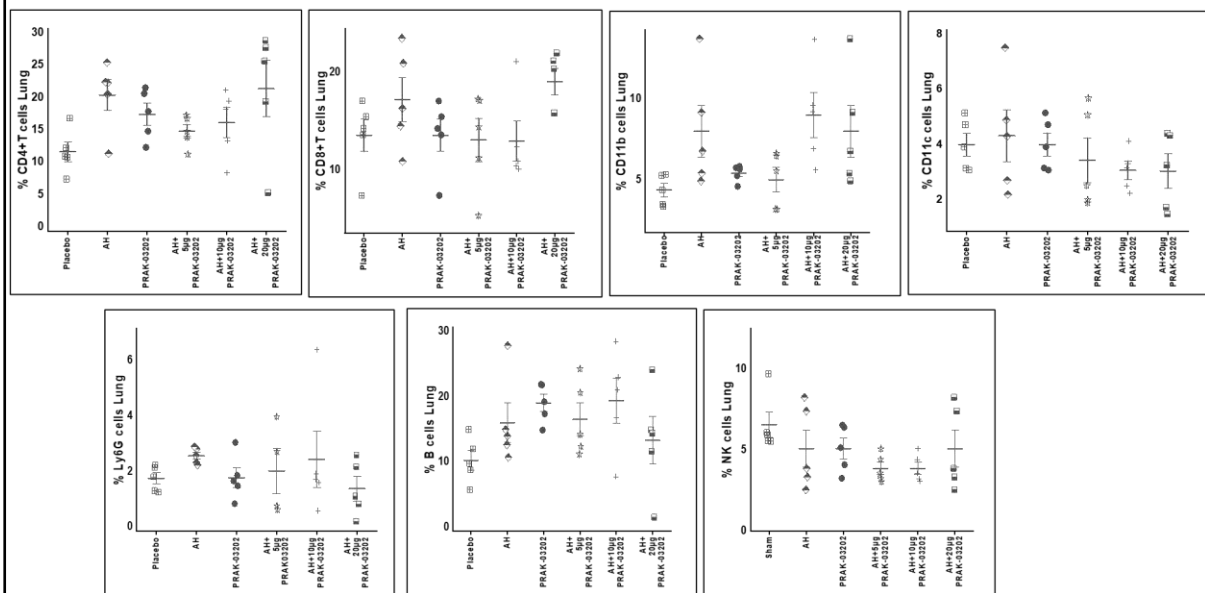 % CD4+T cells Lung
30
25
20
15
10
5
0
Placebo
AH
PRAK-03202
AH+
5µg
PRAK-03202
AH+10µg
PRAK-03202
AH+
20µg
PRAK-03202
% CD8+T cells Lung
20
10
Placebo
AH
PRAK-03202
AH+
5µg
PRAK-03202
AH+10µg
PRAK-03202
AH+
20µg
PRAK-03202
% CD11b Lung
10
5
Placebo
AH
PRAK-03203
AH+
5µg
PRAK-03202
AH+10µg
PRAK-03202
AH+20µg
PRAK-03202
% CD11c Lung
8
6
4
2
Placebo
AH
PRAK-03202
AH+
5µg
PRAK-03202
AH+10µg
PRAK-03202
AH+20µg
PRAK-03202
% Ly6G cells Lung
6
4
2
0
Placebo
AH
PRAK-03202
AH+
5µg
PRAK03202
AH+10µg
PRAK-03202
AH+
20µg
PRAK-03202
% B cells Lung
30
20
10
0
Placebo
AH
PRAK-03202
AH+
5µg
PRAK-03202
AH+10µg
PRAK-03202
AH+
20µg
PRAK-03202
% NK cells Lung
10
5
0
Sham
AH
PRAK-03202
AH+5µg
PRAK-03202
AH+10µg
PRAK-03202
AH+20µg
PRAK-03202